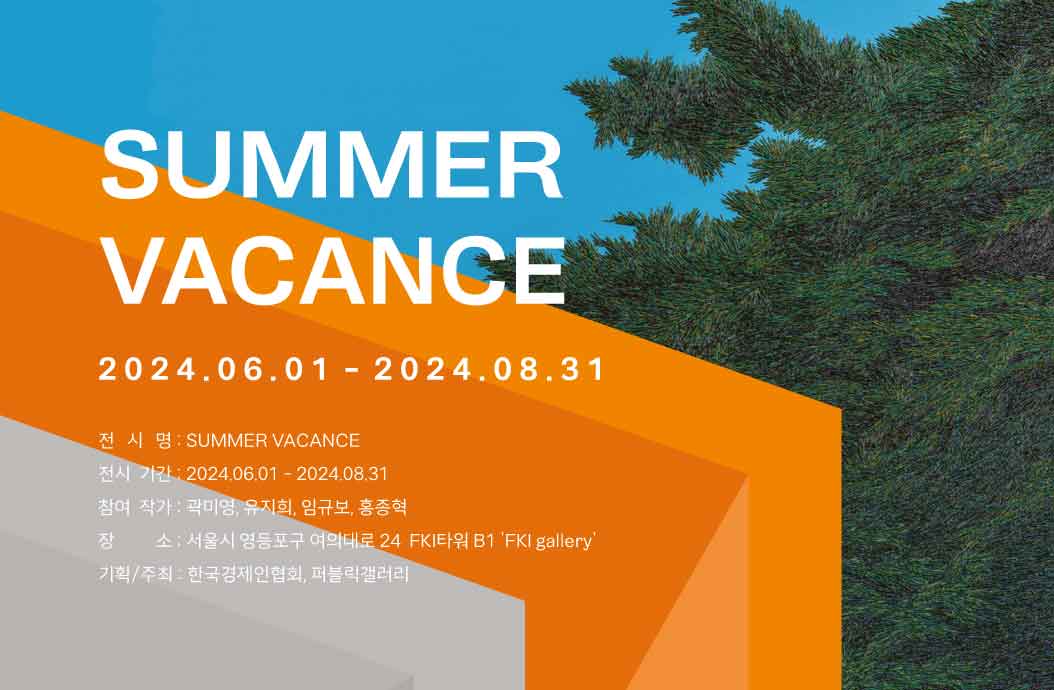 SUMMER
VACANCE
2024.06.01 - 2024.08.31
전 시 명 : SUMMER VACANCE
전시 기간 : 2024.06.01 - 2024.08.31
참여 작가 : 곽미영, 유지희, 임규보, 홍종혁
장 소 : 서울시 영등포구 여의대로 24 FKI타워 B1 'FKI gallery'
기획/주최 : 한국경제인협회, 퍼블릭갤러리